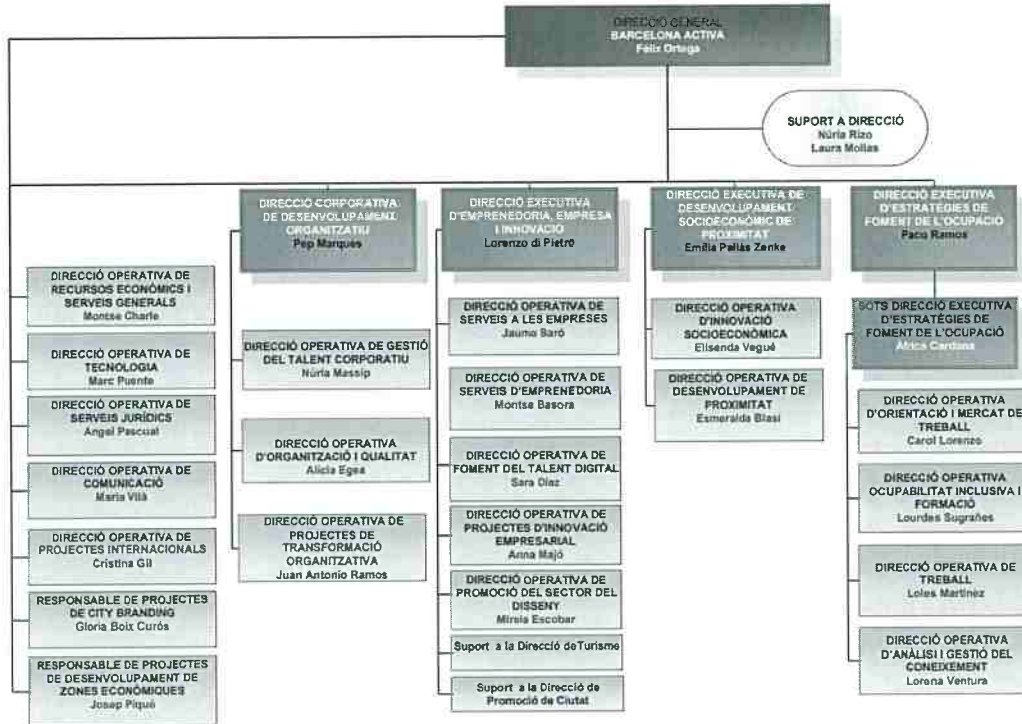 DIRECCIÓ GENERAL
BARCELONA ACTIVA
Fèlix Ortega
SUPORT A DIRECCIÓ
Núria Rizo
Laura Mollas
DIRECCIÓ CORPORATIVA
DE DESENVOLUPAMENT
ORGANITZATIU
Pep Marquès
DIRECCIÓ EXECUTIVA
D'EMPRENEDORIA, EMPRESA
I INNOVACIÓ
Lorenzo di Pietro
DIRECCIÓ EXECUTIVA DE
DESENVOLUPAMENT
SOCIOECONÒMIC DE
PROXIMITAT
Emilia Pallàs Zenke
DIRECCIÓ EXECUTIVA
D'ESTRATÈGIES DE
FOMENT DE L'OCUPACIÓ
Paco Ramos
DIRECCIÓ OPERATIVA DE
RECURSOS ECONÒMICS I
SERVEIS GENERALS
Montse Charle
DIRECCIÓ OPERATIVA DE
TECNOLOGIA
Marc Puente
DIRECCIÓ OPERATIVA DE
SERVEIS JURÍDICS
Angel Pascual
DIRECCIÓ OPERATIVA DE
COMUNICACIÓ
Maria Vilà
DIRECCIÓ OPERATIVA DE
PROJECTES INTERNACIONALS
Cristina Gil
RESPONSABLE DE PROJECTES
DE CITY BRANDING
Gloria Boix Curós
RESPONSABLE DE PROJECTES
DE DESENVOLUPAMENT DE
ZONES ECONÒMIQUES
Josep Piqué
DIRECCIÓ OPERATIVA DE GESTIÓ
DEL TALENT CORPORATIU
Núria Massip
DIRECCIÓ OPERATIVA
D'ORGANITZACIÓ I QUALITAT
Alicia Egea
DIRECCIÓ OPERATIVA DE
PROJECTES DE
TRANSFORMACIÓ
ORGANITZATIVA
Juan Antonio Ramos
DIRECCIÓ OPERATIVA DE
SERVEIS A LES EMPRESES
Jaume Baró
DIRECCIÓ OPERATIVA DE
SERVEIS D'EMPRENEDORIA
Montse Basora
DIRECCIÓ OPERATIVA DE
FOMENT DEL TALENT DIGITAL
Sara Díaz
DIRECCIÓ OPERATIVA DE
PROJECTES D'INNOVACIÓ
EMPRESARIAL
Anna Majó
DIRECCIÓ OPERATIVA DE
PROMOCIÓ DEL SECTOR DEL
DISSENY
Mireia Escobar
Suport a la Direcció de Turisme
Suport a la Direcció de
Promoció de Ciutat
DIRECCIÓ OPERATIVA
D'INNOVACIÓ
SOCIOECONÒMICA
Elisenda Vegué
DIRECCIÓ OPERATIVA DE
DESENVOLUPAMENT DE
PROXIMITAT
Esmeralda Blasi
SOTS DIRECCIÓ EXECUTIVA
D'ESTRATÈGIES DE
FOMENT DE L'OCUPACIÓ
Àfrica Cardona
DIRECCIÓ OPERATIVA
D'ORIENTACIÓ I MERCAT DE
TREBALL
Carol Lorenzo
DIRECCIÓ OPERATIVA
OCUPABILITAT INCLUSIVA I
FORMACIÓ
Lourdes Sugrañes
DIRECCIÓ OPERATIVA DE
TREBALL
Loles Martínez
DIRECCIÓ OPERATIVA
D'ANÀLISI I GESTIÓ DEL
CONEIXEMENT
Lorena Ventura